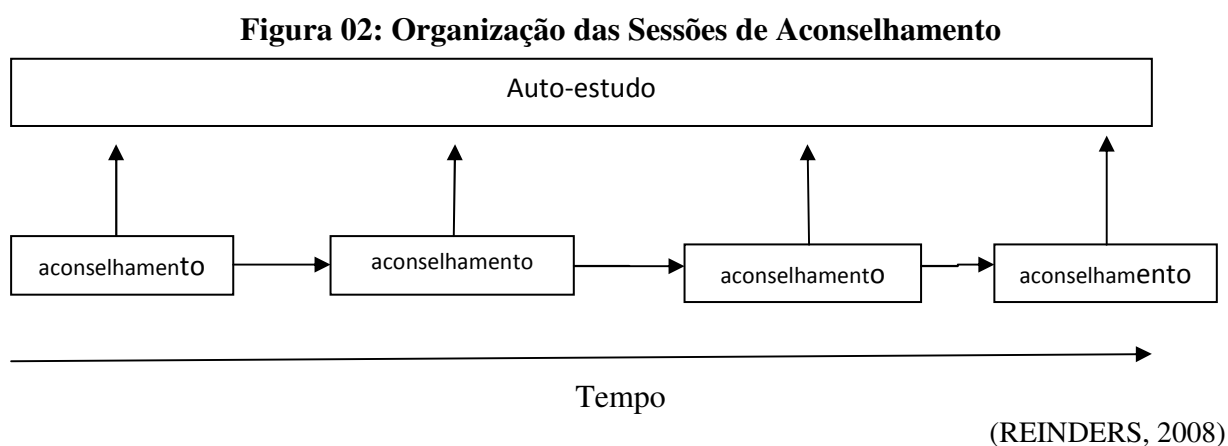 Figura 02: Organização das Sessões de Aconselhamento
Auto-estudo
aconselhamento
aconselhamento
aconselhamento
aconselhamento
Tempo
(REINDERS, 2008)